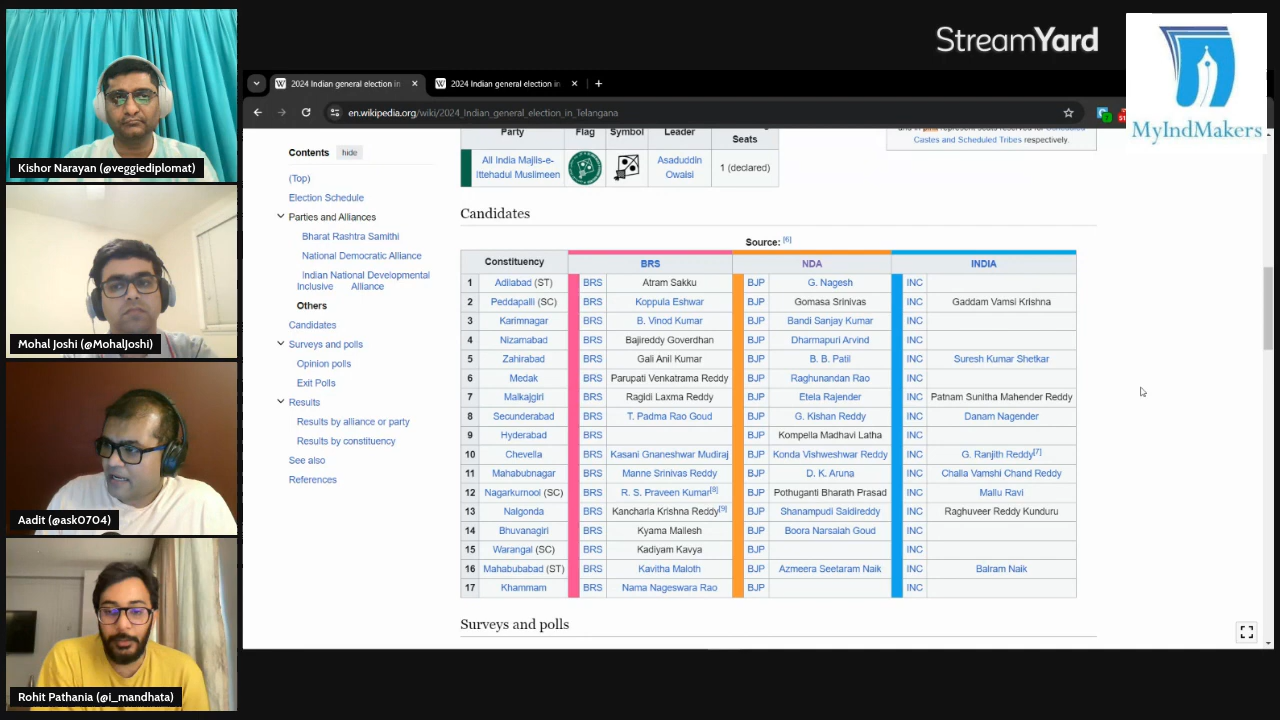 StreamYard
MyIndMakers
Kishor Narayan (@veggiediplomat)
Mohal Joshi (@MohalJoshi)
Aadit (@ask0704)
Rohit Pathania (@i_mandhata)
2024 Indian general election in
2024 Indian general election in
en.wikipedia.org/wiki/2024_Indian_general_election_in_Telangana
Contents hide
(Top)
Election Schedule
Parties and Alliances
Bharat Rashtra Samithi
National Democratic Alliance
Indian National Developmental
Inclusive Alliance
Others
Candidates
Surveys and polls
Opinion polls
Exit Polls
Results
Results by alliance or party
Results by constituency
See also
References
Party Flag Symbol Leader Seats
All India Majlis-e-
Ittehadul Muslimeen
Asaduddin
Owaisi
1 (declared)
Castes and Scheduled Tribes respectively.
Candidates
Source: [6]
Constituency BRS NDA INDIA
1 Adilabad (ST) BRS Atram Sakku BJP G. Nagesh INC
2 Peddapalli (SC) BRS Koppula Eshwar BJP Gomasa Srinivas INC Gaddam Vamsi Krishna
3 Karimnagar BRS B. Vinod Kumar BJP Bandi Sanjay Kumar INC
4 Nizamabad BRS Bajireddy Goverdhan BJP Dharmapuri Arvind INC
5 Zahirabad BRS Gali Anil Kumar BJP B. B. Patil INC Suresh Kumar Shetkar
6 Medak BRS Parupati Venkatrama Reddy BJP Raghunandan Rao INC
7 Malkajgiri BRS Ragidi Laxma Reddy BJP Etela Rajender INC Patnam Sunitha Mahender Reddy
8 Secunderabad BRS T. Padma Rao Goud BJP G. Kishan Reddy INC Danam Nagender
9 Hyderabad BRS BJP Kompella Madhavi Latha INC
10 Chevella BRS Kasani Gnaneshwar Mudiraj BJP Konda Vishweshwar Reddy INC G. Ranjith Reddy[7]
11 Mahabubnagar BRS Manne Srinivas Reddy BJP D. K. Aruna INC Challa Vamshi Chand Reddy
12 Nagarkurnool (SC) BRS R. S. Praveen Kumar[8] BJP Pothuganti Bharath Prasad INC Mallu Ravi
13 Nalgonda BRS Kancharla Krishna Reddy[9] BJP Shanampudi Saidireddy INC Raghuveer Reddy Kunduru
14 Bhuvanagiri BRS Kyama Mallesh BJP Boora Narsaiah Goud INC
15 Warangal (SC) BRS Kadiyam Kavya BJP INC
16 Mahabubabad (ST) BRS Kavitha Maloth BJP Azmeera Seetaram Naik INC Balram Naik
17 Khammam BRS Nama Nageswara Rao BJP INC
Surveys and polls